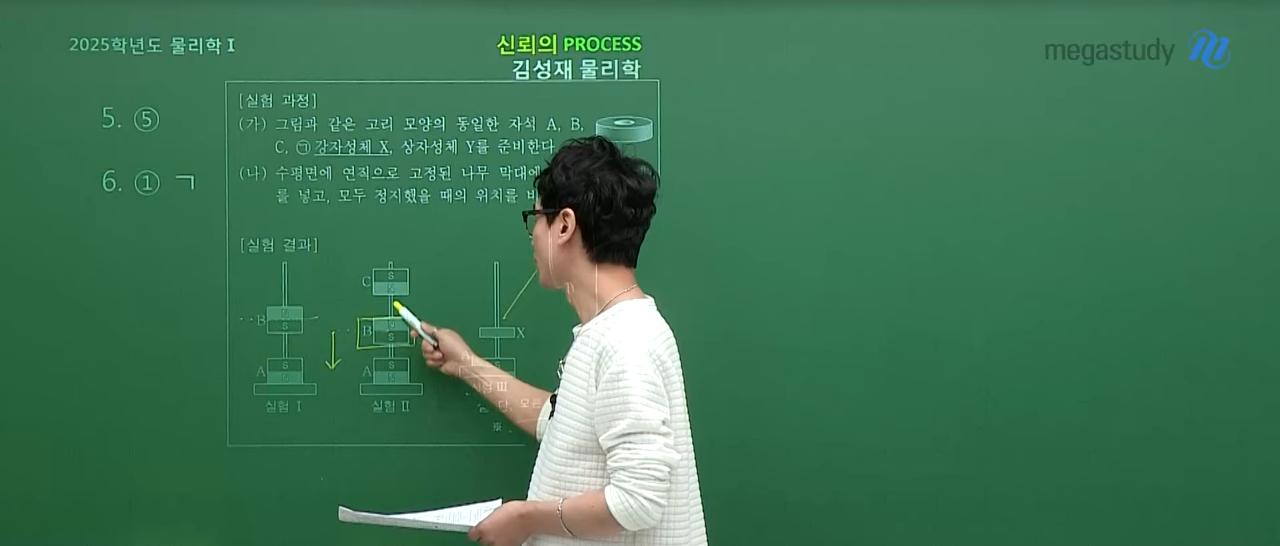 2025학년도 물리학 I
신뢰의 PROCESS
김성재 물리학
megastudy
5. ⑤
6. ① ㄱ
[실험 과정]
(가) 그림과 같은 고리 모양의 동일한 자석 A, B,
C, ㉠ 강자성체 X, 상자성체 Y를 준비한다
(나) 수평면에 연직으로 고정된 나무 막대에
를 넣고, 모두 정지했을 때의 위치를
[실험 결과]
C S N
B N S
B N S
X
A S N
A S N
S
실험 I
실험 II
실험 III